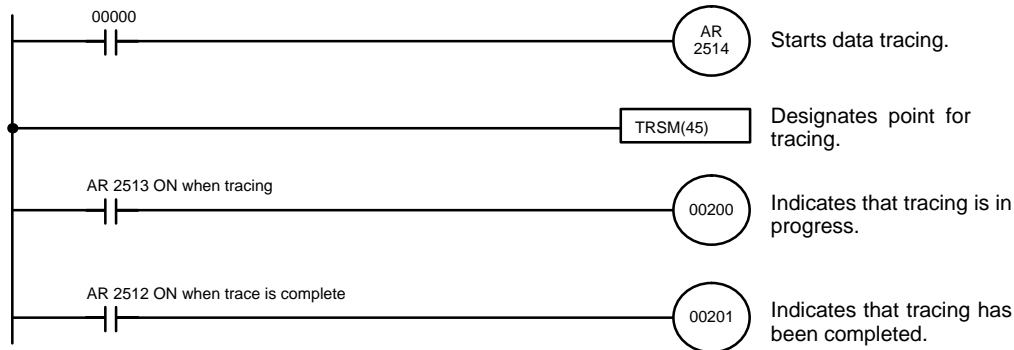 00000
AR
2514
Starts data tracing.
TRSM(45)
Designates point for
tracing.
AR 2513 ON when tracing
00200
Indicates that tracing is in
progress.
AR 2512 ON when trace is complete
00201
Indicates that tracing has
been completed.